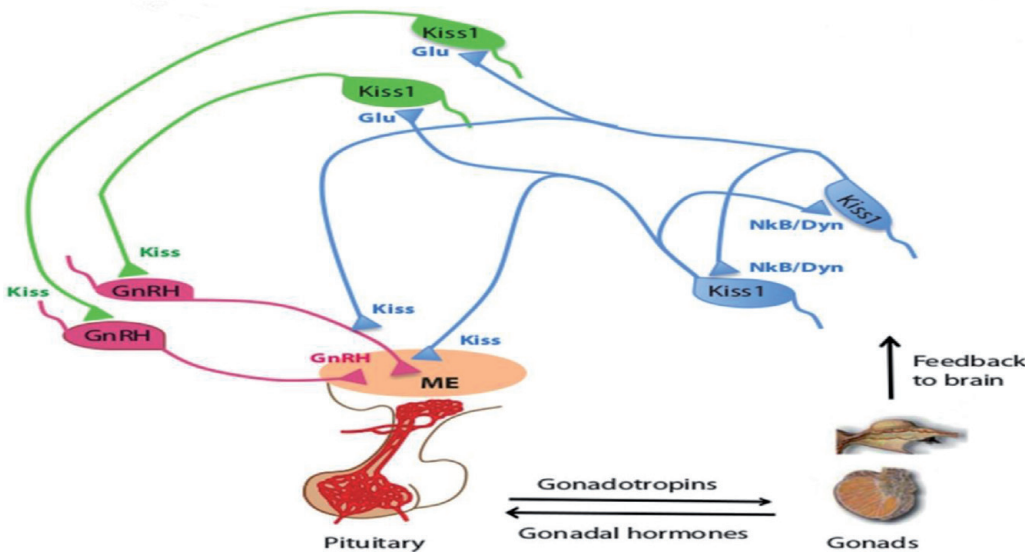 Kiss1
Glu
Kiss1
Glu
Kiss1
NkB/Dyn
Kiss
NkB/Dyn
GnRH
Kiss1
Kiss
Kiss
GnRH
Kiss
GnRH
ME
Feedback
to brain
Gonadotropins
Gonadal hormones
Pituitary
Gonads